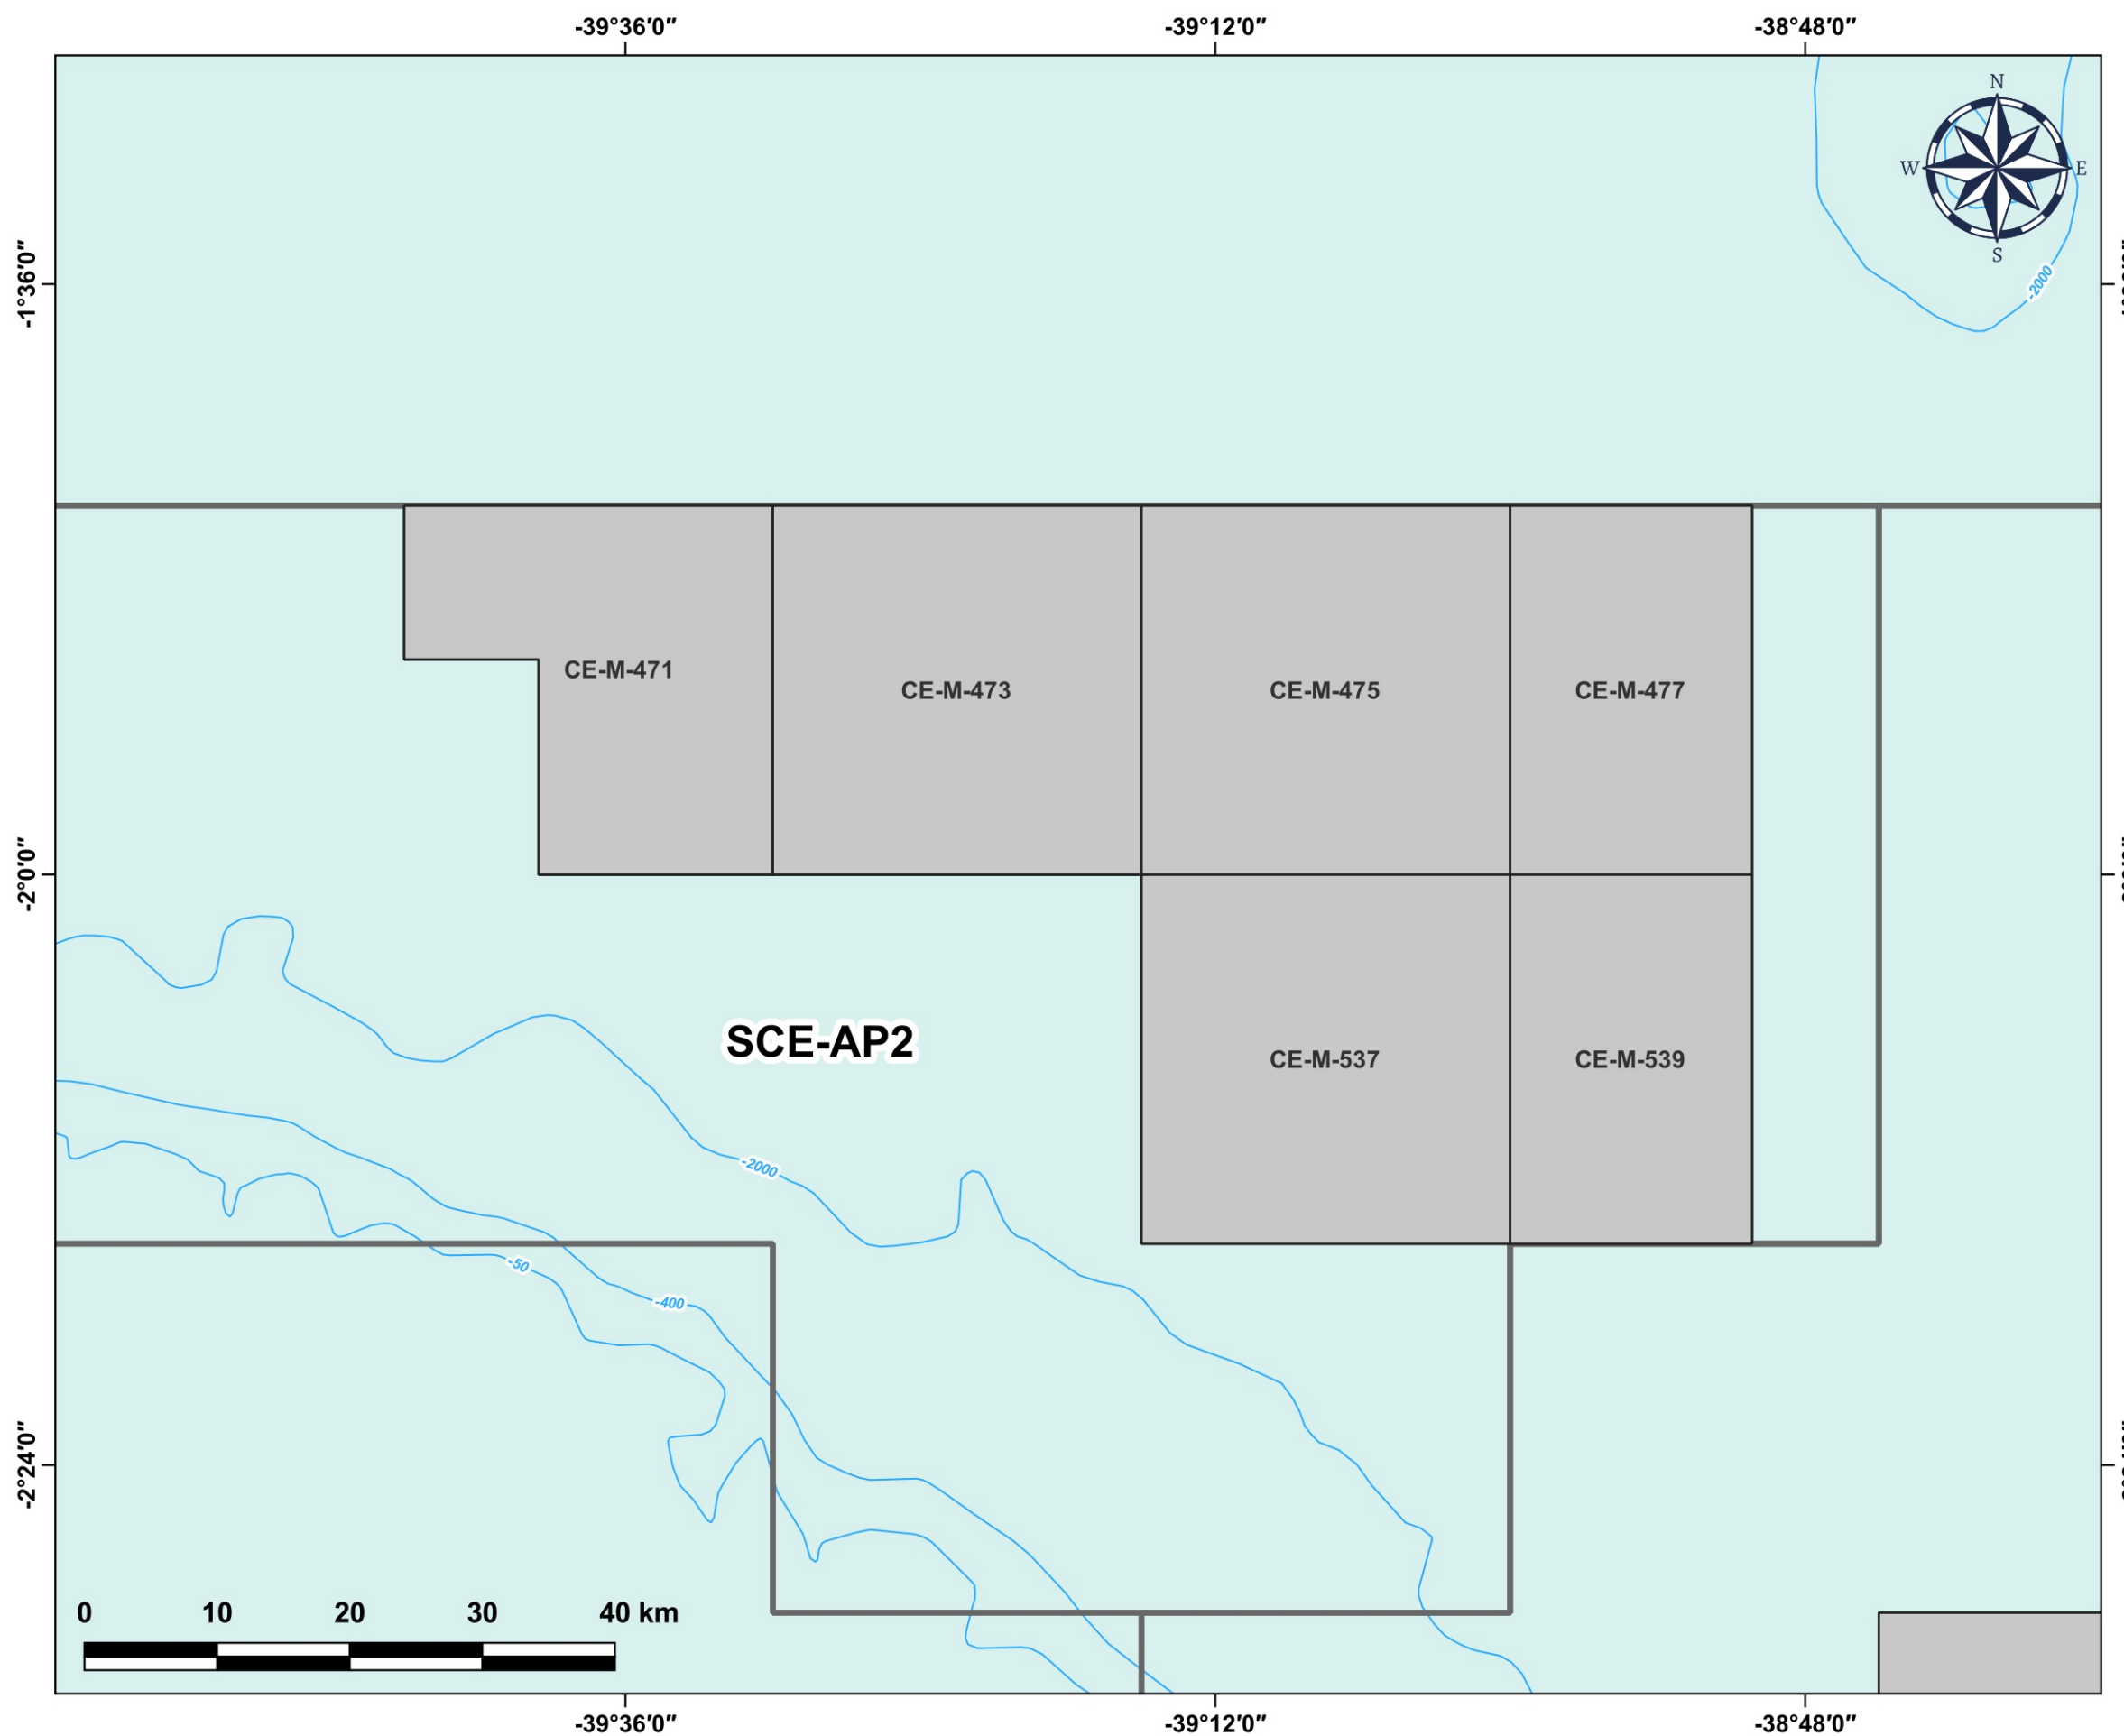 -39°36′0″ -39°12′0″ -38°48′0″
N
W E
S
-1°36′0″
-2000
CE-M-471
CE-M-473
CE-M-475
CE-M-477
-2°0′0″
SCE-AP2
CE-M-537
CE-M-539
-2000
-50
-400
-2°24′0″
0 10 20 30 40 km
-39°36′0″ -39°12′0″ -38°48′0″